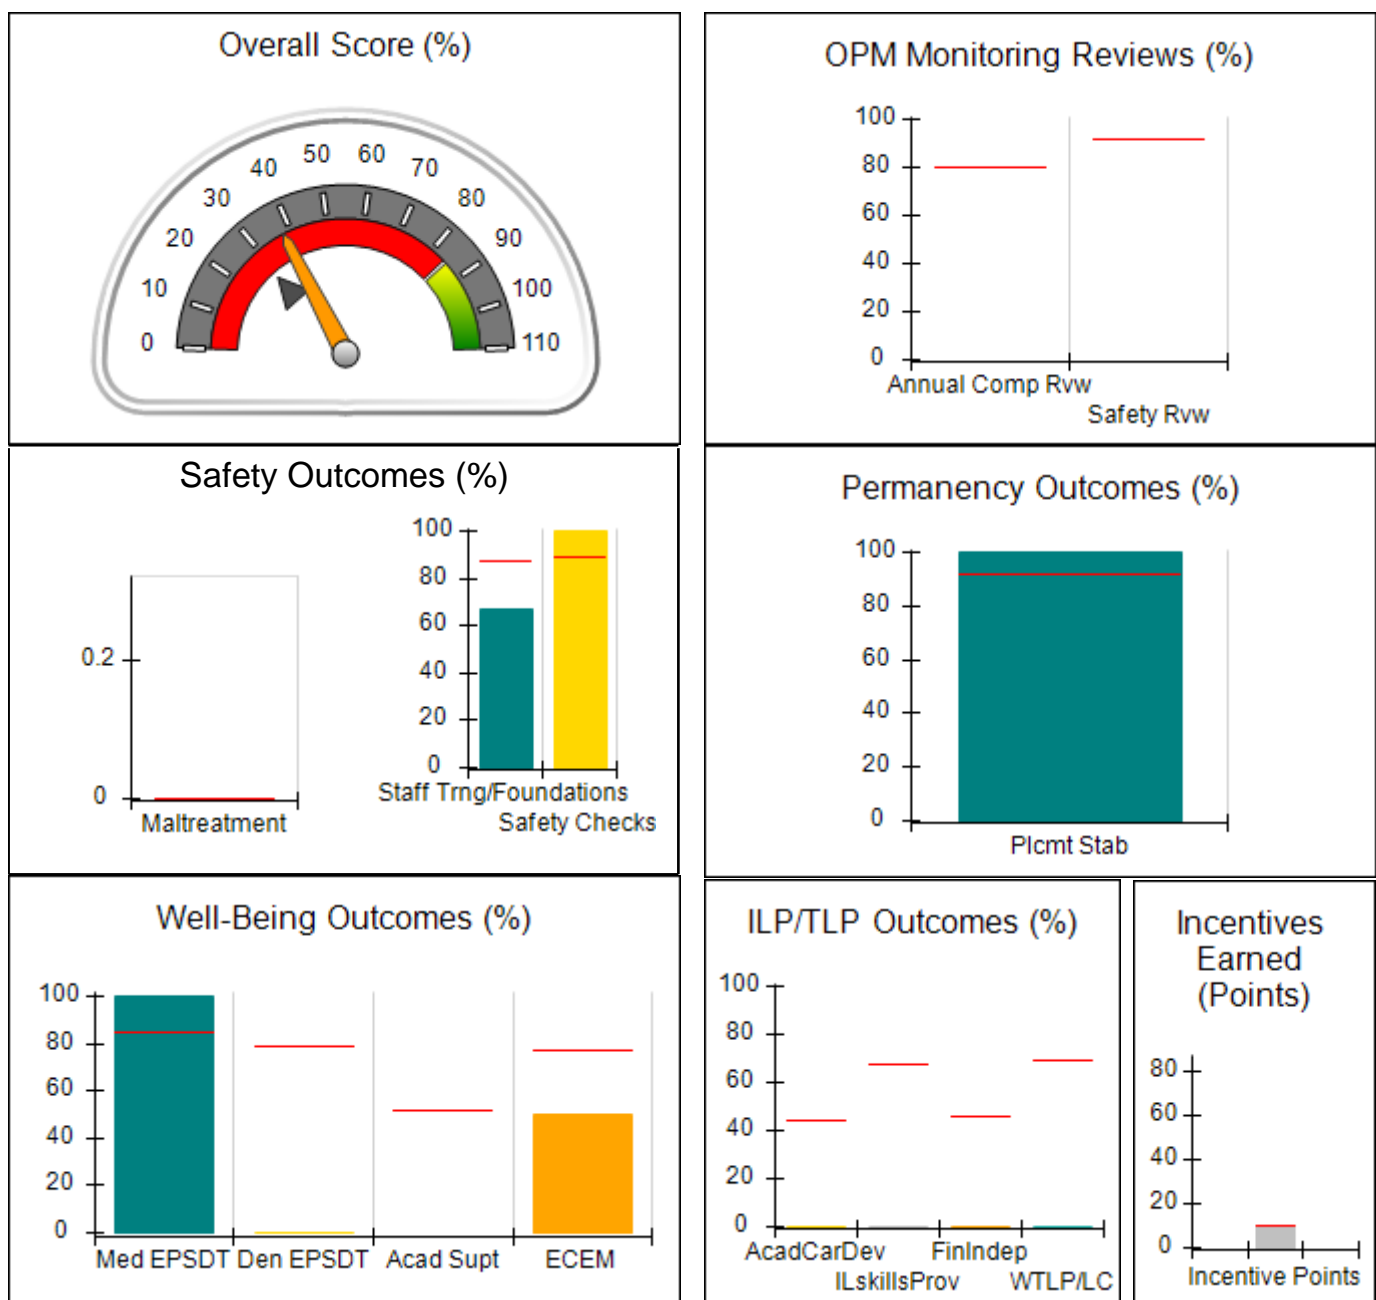 Overall Score (%)
0
10
20
30
40
50
60
70
80
90
100
110
OPM Monitoring Reviews (%)
100
80
60
40
20
0
Annual Comp Rvw
Safety Rvw
Safety Outcomes (%)
0.2
0
Maltreatment
100
80
60
40
20
0
Staff Trng/Foundations
Safety Checks
Permanency Outcomes (%)
100
80
60
40
20
0
Plcmt Stab
Well-Being Outcomes (%)
100
80
60
40
20
0
Med EPSDT Den EPSDT Acad Supt ECEM
ILP/TLP Outcomes (%)
100
80
60
40
20
0
AcadCarDev FinIndep
ILskillsProv WTLP/LC
Incentives
Earned
(Points)
80
60
40
20
0
Incentive Points